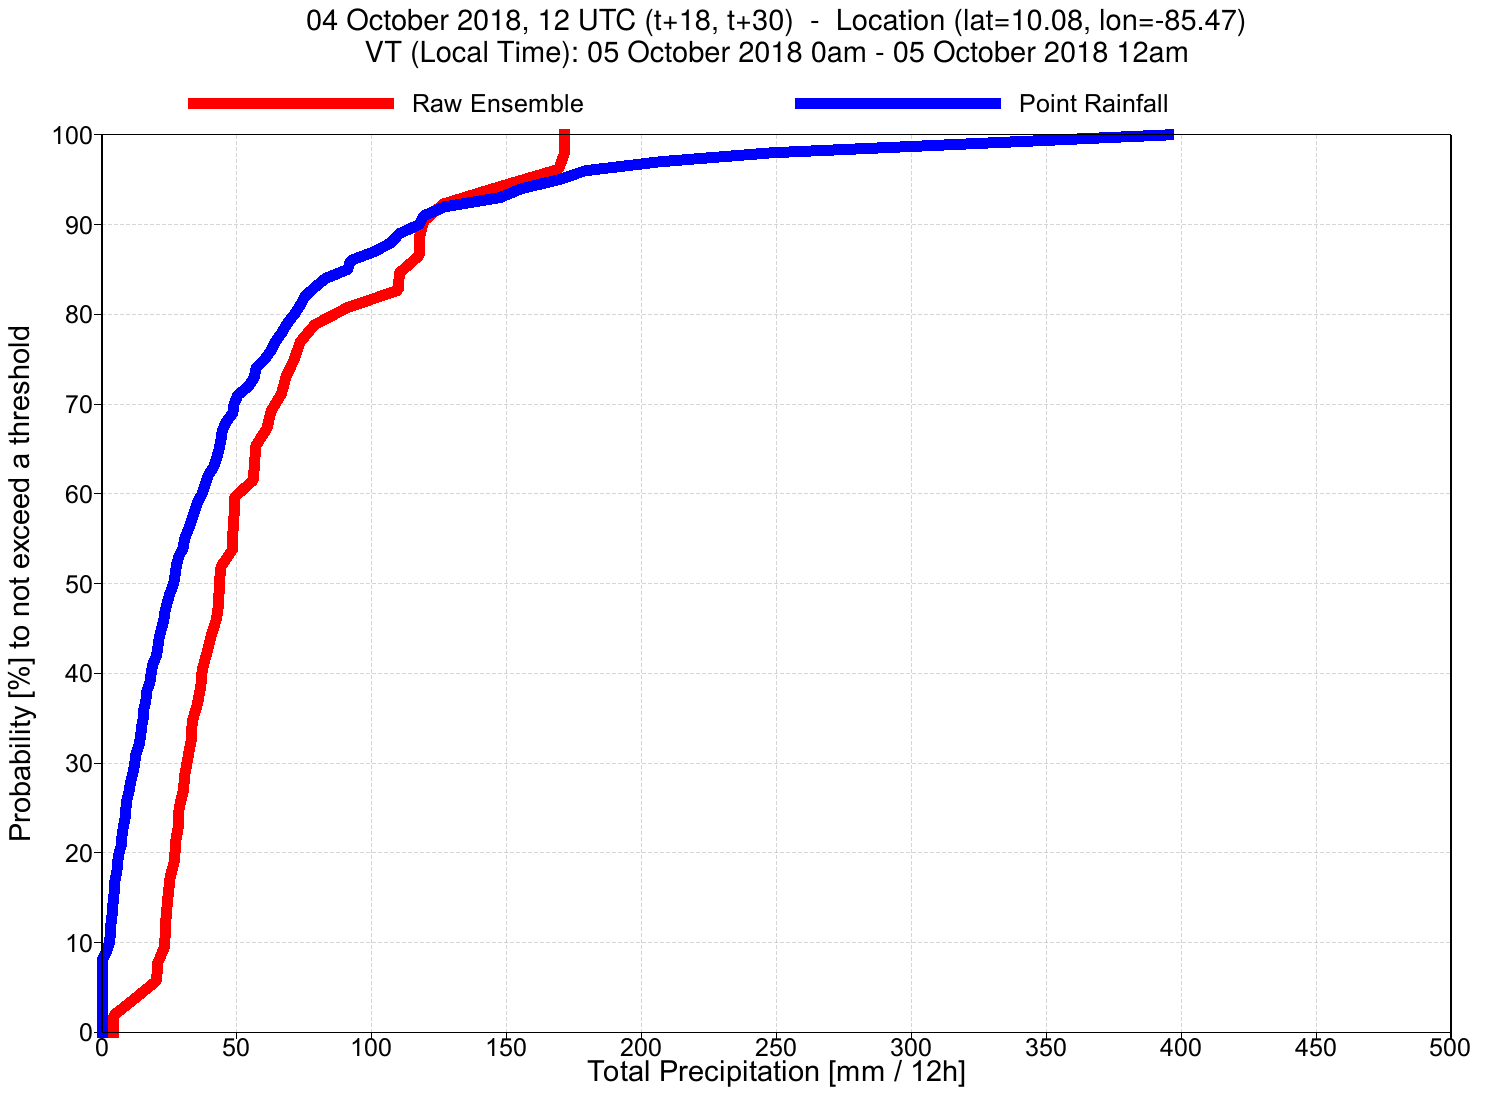 04 October 2018, 12 UTC (t+18, t+30)  -  Location (lat=10.08, lon=-85.47)
VT (Local Time): 05 October 2018 0am - 05 October 2018 12am
Raw Ensemble
Point Rainfall
Probability [%] to not exceed a threshold
100
90
80
70
60
50
40
30
20
10
0
0 50 100 150 200 250 300 350 400 450 500
Total Precipitation [mm / 12h]